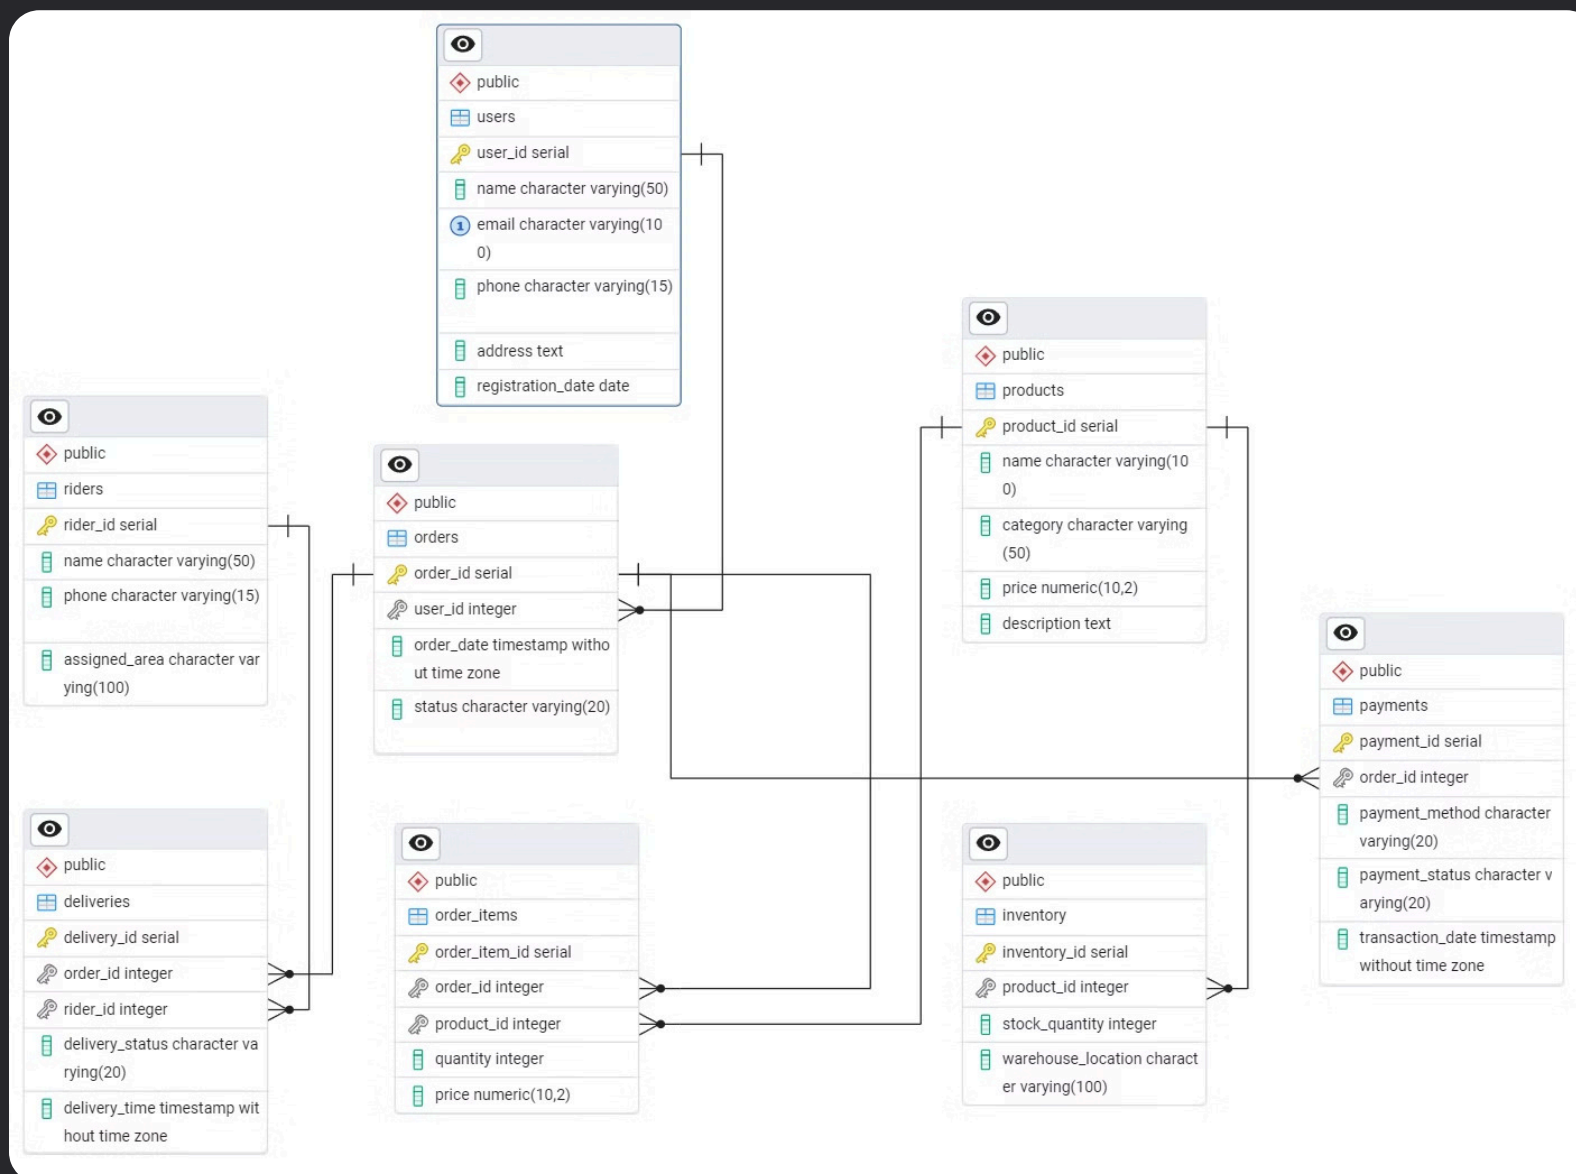 public
users
user_id serial
name character varying(50)
1
email character varying(10
0)
phone character varying(15)
address text
registration_date date
public
riders
rider_id serial
name character varying(50)
phone character varying(15)
assigned_area character var
ying(100)
public
orders
order_id serial
user_id integer
order_date timestamp witho
ut time zone
status character varying(20)
public
products
product_id serial
name character varying(10
0)
category character varying
(50)
price numeric(10,2)
description text
public
payments
payment_id serial
order_id integer
payment_method character
varying(20)
payment_status character v
arying(20)
transaction_date timestamp
without time zone
public
deliveries
delivery_id serial
order_id integer
rider_id integer
delivery_status character va
rying(20)
delivery_time timestamp wit
hout time zone
public
order_items
order_item_id serial
order_id integer
product_id integer
quantity integer
price numeric(10,2)
public
inventory
inventory_id serial
product_id integer
stock_quantity integer
warehouse_location charact
er varying(100)